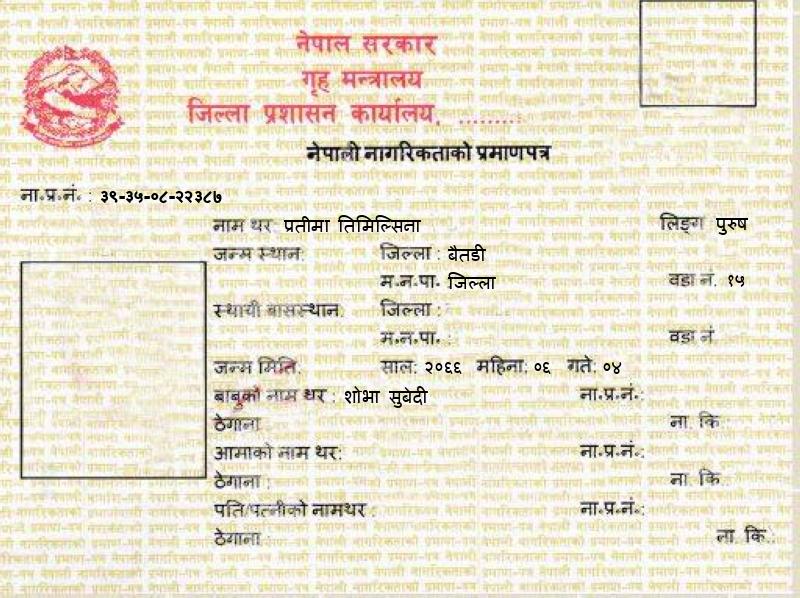 नेपाल सरकार
गृह मन्त्रालय
जिल्ला प्रशासन कार्यालय, .........
नेपाली नागरिकताको प्रमाणपत्र
ना.प्र.नं. : ३९-३५-०८-२२३८७
नाम थर: प्रतीमा तिमिल्सिना लिङ्ग पुरुष
जन्म स्थान: जिल्ला : बैतडी
म.न.पा. जिल्ला वडा नं. १५
स्थायी बासस्थान: जिल्ला :
म.न.पा. : वडा नं
जन्म मिति: साल: २०६६ महिना: ०६ गते: ०४
बाबुको नाम थर : शोभा सुबेदी ना.प्र.नं.:
ठेगाना : ना. कि.:
आमाको नाम थर: ना.प्र.नं.:
ठेगाना : ना. कि
पति/पत्नीको नामथर : ना.प्र.नं.:
ठेगाना : ना. कि.: